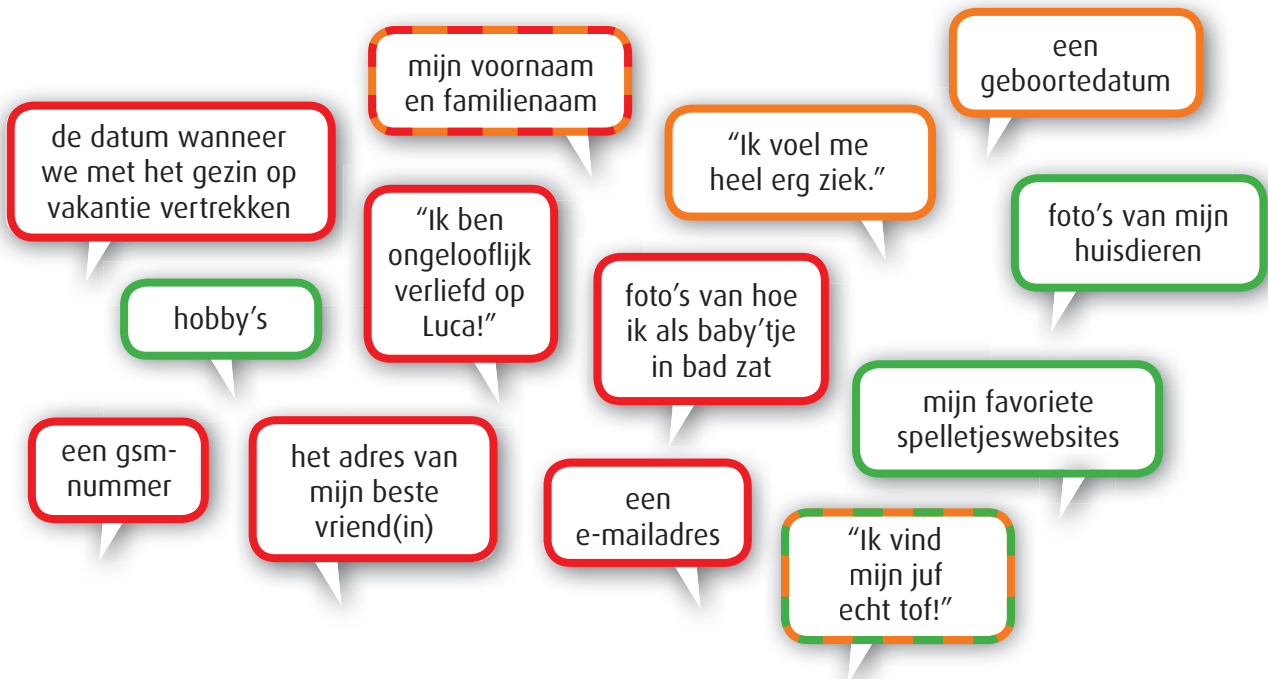 mijn voornaam
en familienaam
een
geboortedatum
de datum wanneer
we met het gezin op
vakantie vertrekken
“Ik voel me
heel erg ziek.”
“Ik ben
ongelooflijk
verliefd op
Luca!”
foto’s van mijn
huisdieren
hobby’s
foto’s van hoe
ik als baby’tje
in bad zat
mijn favoriete
spelletjeswebsites
een gsm-
nummer
het adres van
mijn beste
vriend(in)
een
e-mailadres
“Ik vind
mijn juf
echt tof!”